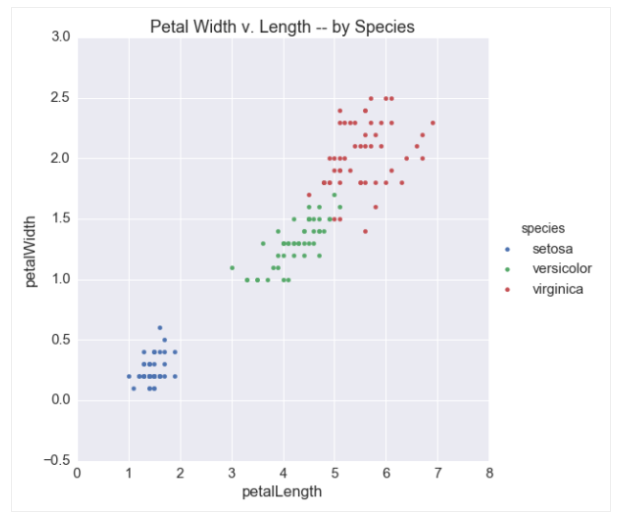 Petal Width v. Length -- by Species
3.0
2.5
2.0
1.5
1.0
0.5
0.0
−0.5
petalWidth
0 1 2 3 4 5 6 7 8
petalLength
species
setosa
versicolor
virginica